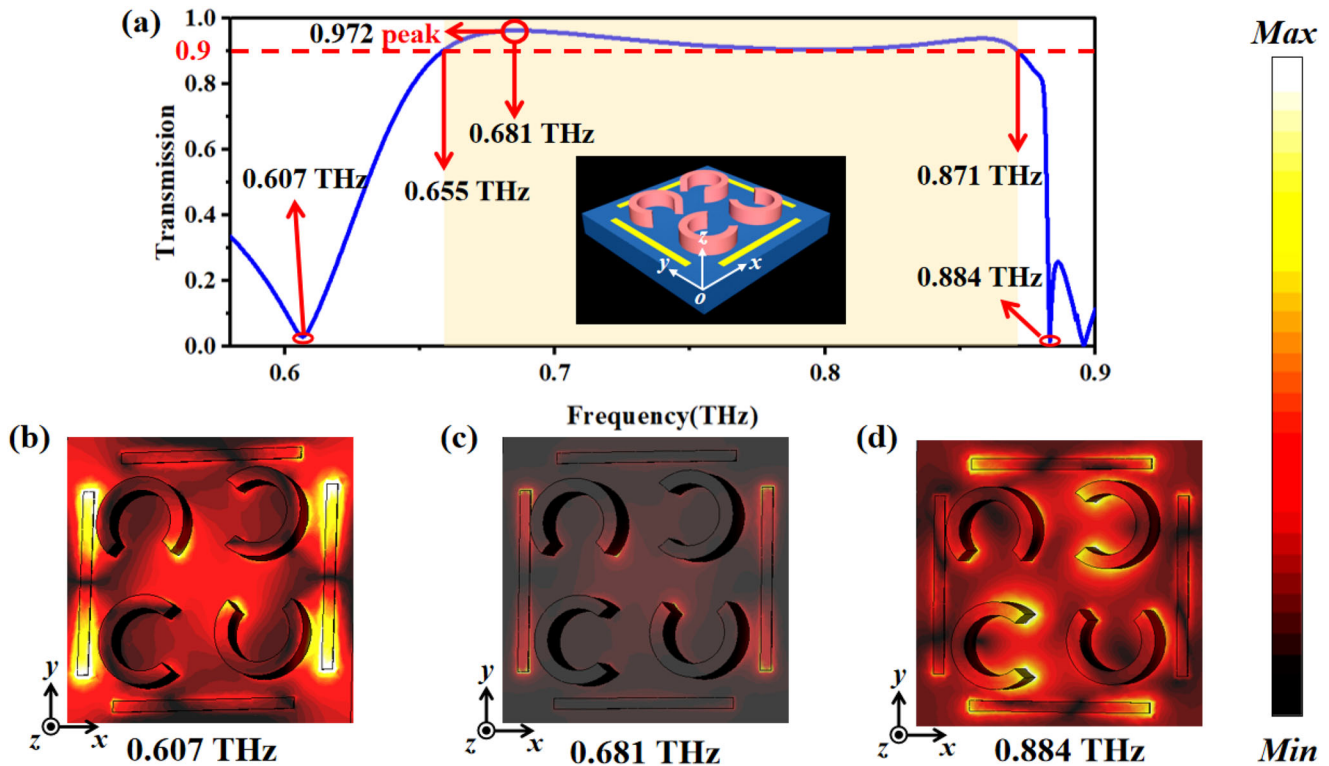 (a)
1.0
0.9
0.8
0.6
0.4
0.2
0.0
Transmission
0.972 peak
0.681 THz
0.607 THz
0.655 THz
0.871 THz
0.884 THz
z
y
x
o
0.6
0.7
0.8
0.9
Frequency(THz)
Max
Min
(b)
y
z
x
0.607 THz
(c)
y
z
x
0.681 THz
(d)
y
z
x
0.884 THz